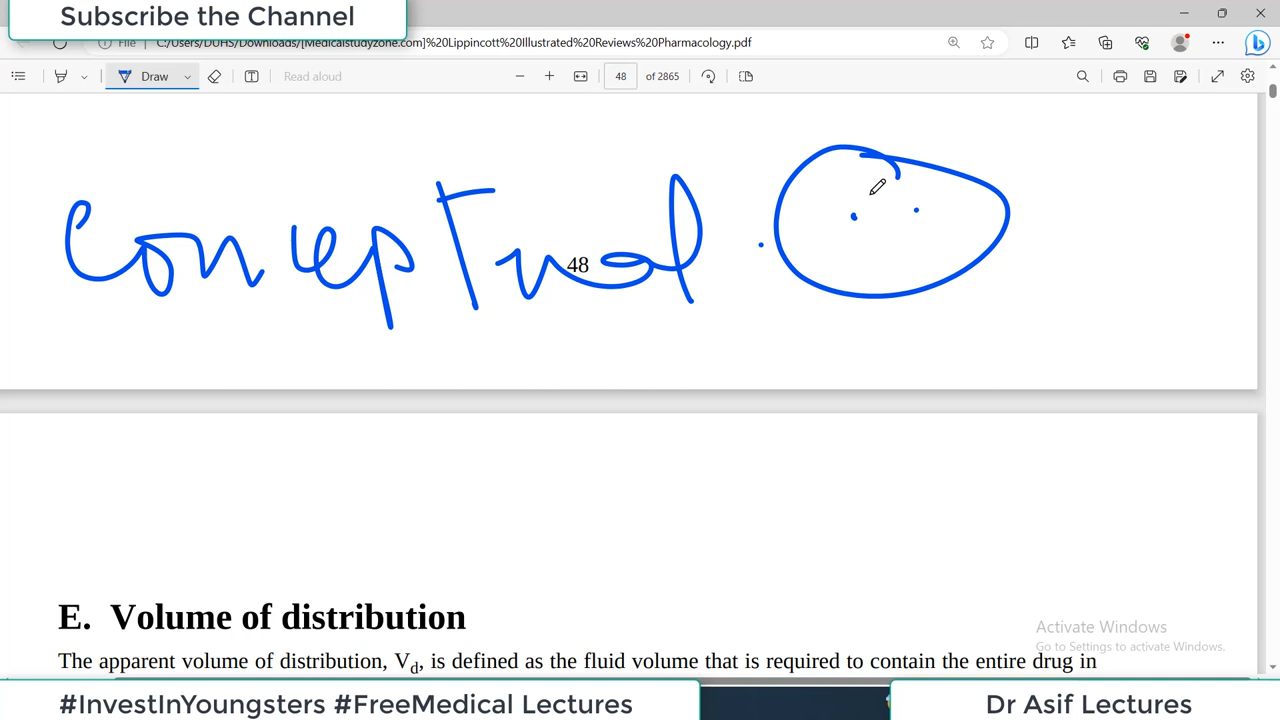 Subscribe the Channel
File C:/Users/DUHS/Downloads/[Medicalstudyzone.com]%20Lippincott%20Illustrated%20Reviews%20Pharmacology.pdf
Draw Read aloud 48 of 2865
Conceptual
48
E. Volume of distribution
The apparent volume of distribution, Vd, is defined as the fluid volume that is required to contain the entire drug in
Activate Windows
Go to Settings to activate Windows.
#InvestInYoungsters #FreeMedical Lectures
Dr Asif Lectures